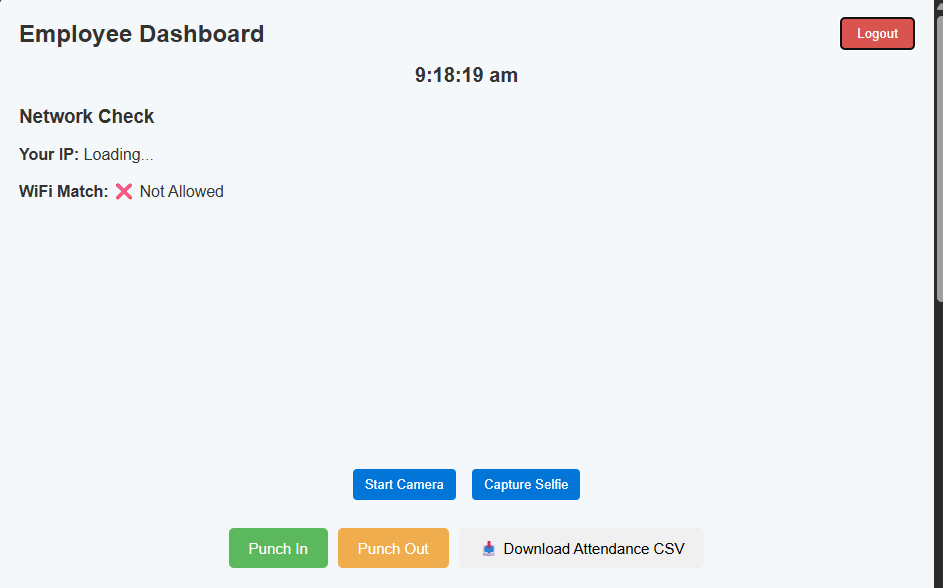 Employee Dashboard
Logout
9:18:19 am
Network Check
Your IP: Loading...
WiFi Match: ❌ Not Allowed
Start Camera
Capture Selfie
Punch In
Punch Out
📥 Download Attendance CSV